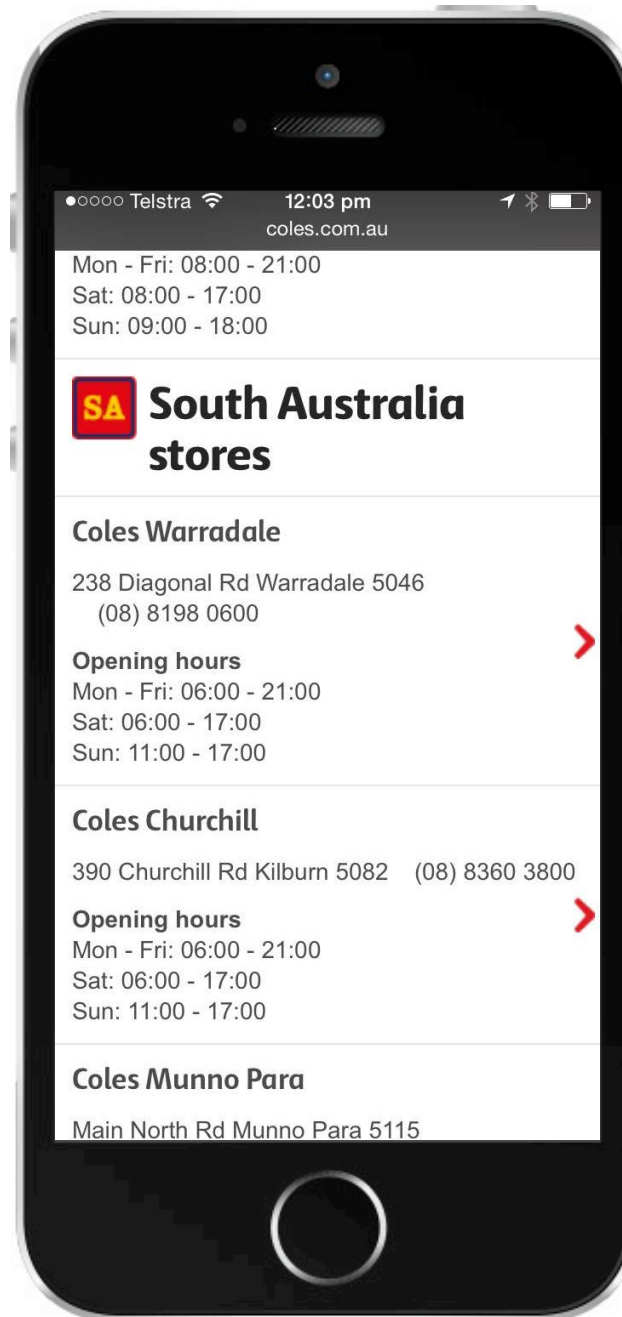 Telstra 12:03 pm
coles.com.au
Mon - Fri: 08:00 - 21:00
Sat: 08:00 - 17:00
Sun: 09:00 - 18:00
SA South Australia
stores
Coles Warradale
238 Diagonal Rd Warradale 5046
(08) 8198 0600
Opening hours
Mon - Fri: 06:00 - 21:00
Sat: 06:00 - 17:00
Sun: 11:00 - 17:00
Coles Churchill
390 Churchill Rd Kilburn 5082 (08) 8360 3800
Opening hours
Mon - Fri: 06:00 - 21:00
Sat: 06:00 - 17:00
Sun: 11:00 - 17:00
Coles Munno Para
Main North Rd Munno Para 5115